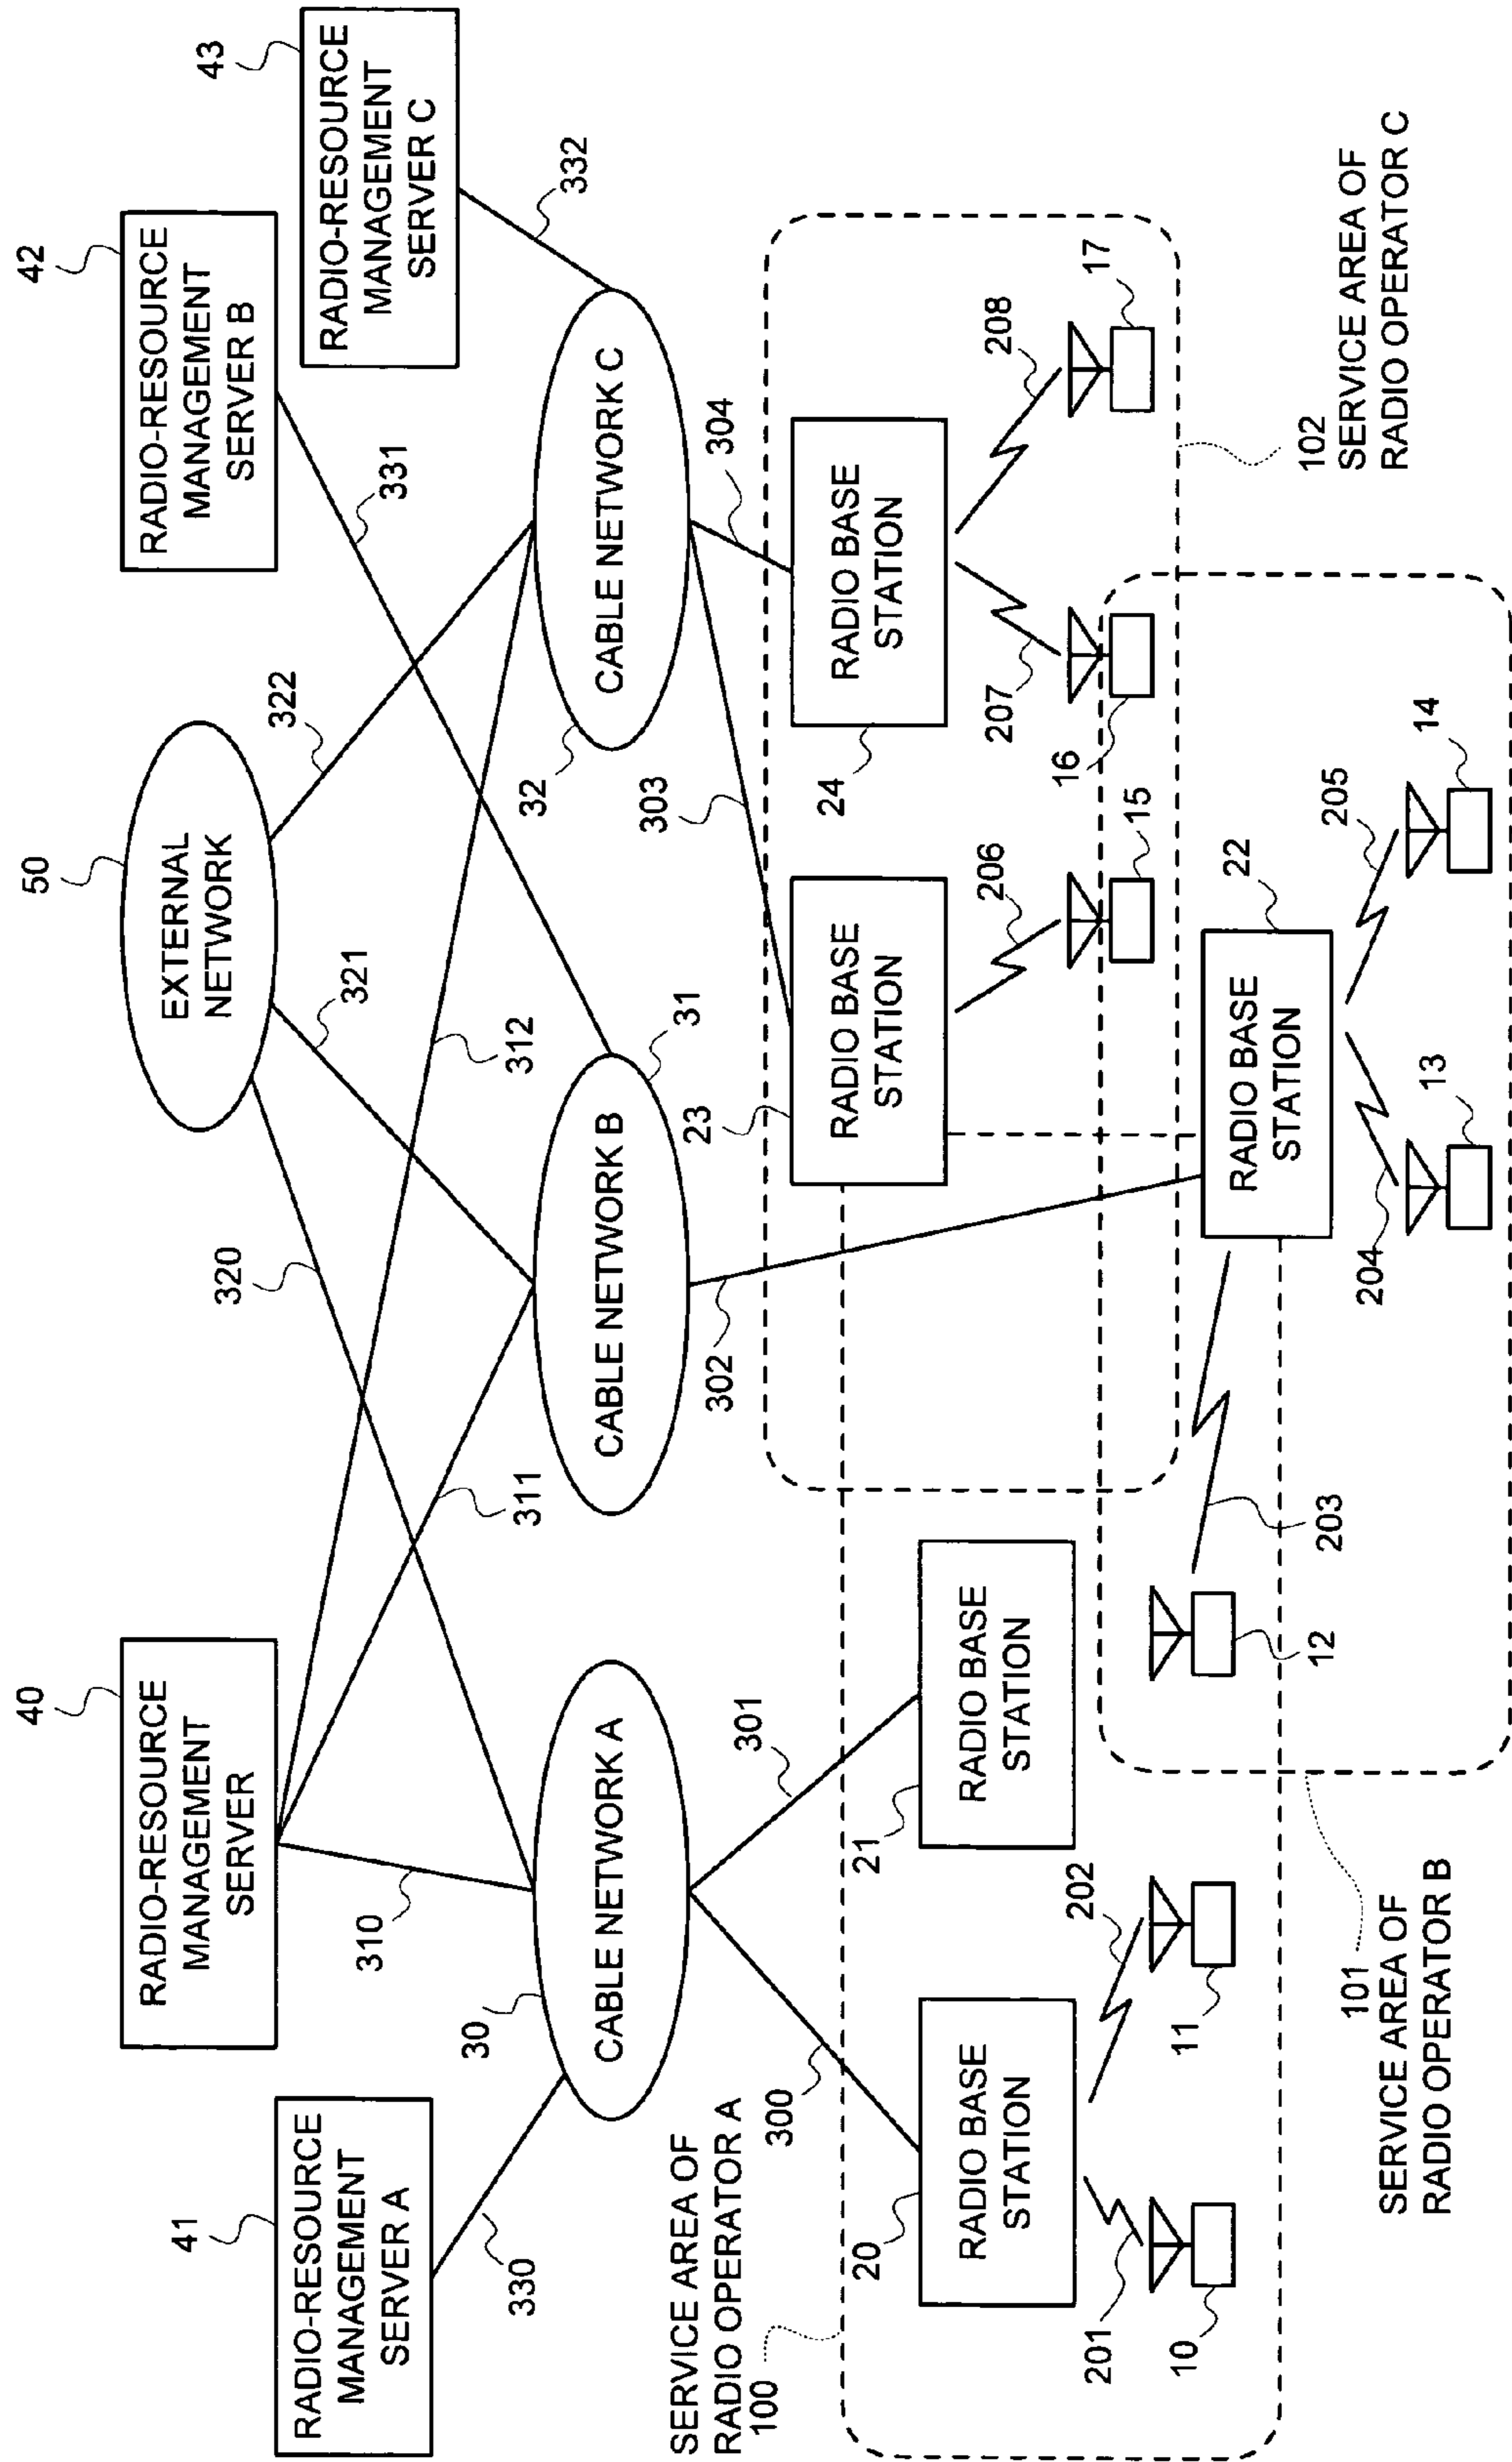 40
RADIO-RESOURCE
MANAGEMENT
SERVER
50
EXTERNAL
NETWORK
42
RADIO-RESOURCE
MANAGEMENT
SERVER B
41
RADIO-RESOURCE
MANAGEMENT
SERVER A
43
RADIO-RESOURCE
MANAGEMENT
SERVER C
320
321
322
331
330
310
311
312
332
30
CABLE NETWORK A
CABLE NETWORK B
31
32
CABLE NETWORK C
SERVICE AREA OF
RADIO OPERATOR A
100
300
301
302
23
303
304
20
RADIO BASE
STATION
21
RADIO BASE
STATION
RADIO BASE
STATION
24
RADIO BASE
STATION
201
202
206
207
208
10
11
12
203
15
16
17
RADIO BASE
STATION
22
102
SERVICE AREA OF
RADIO OPERATOR C
101
SERVICE AREA OF
RADIO OPERATOR B
204
13
205
14